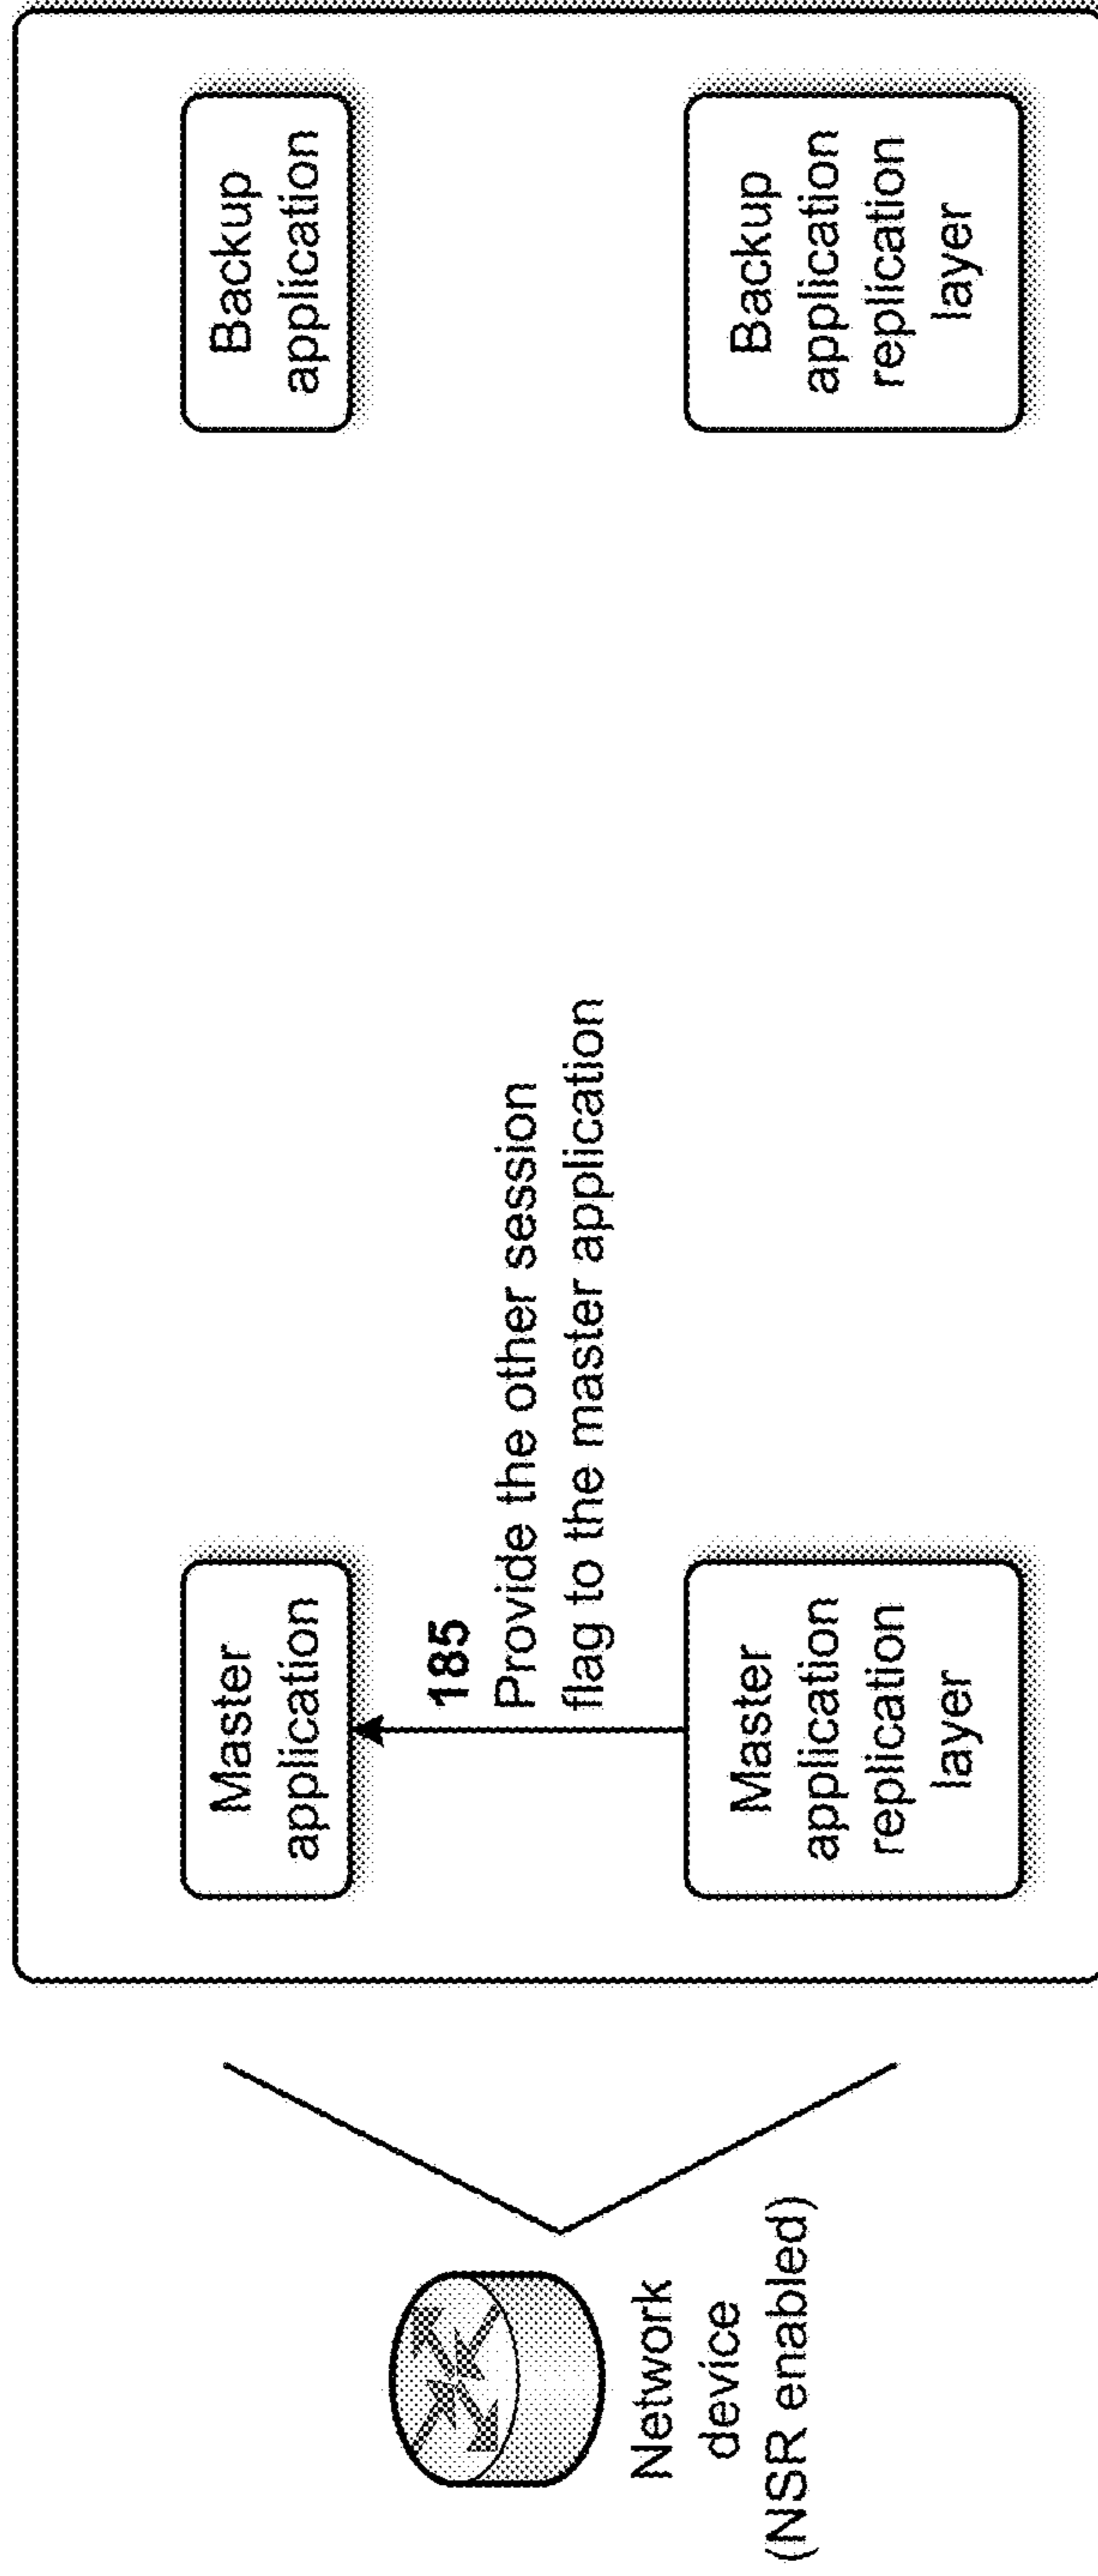 Network
device
(NSR enabled)
Master
application
185
Provide the other session
flag to the master application
Master
application
replication
layer
Backup
application
Backup
application
replication
layer